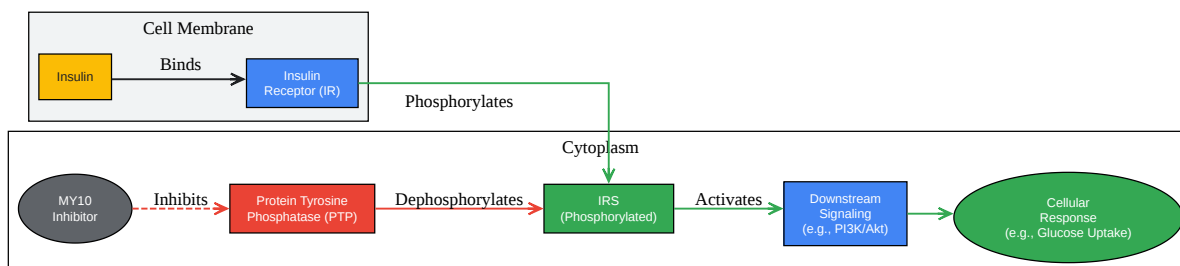 Cell Membrane
Insulin
Binds
Insulin
Receptor (IR)
Phosphorylates
Cytoplasm
MY10
Inhibitor
Inhibits
Protein Tyrosine
Phosphatase (PTP)
Dephosphorylates
IRS
(Phosphorylated)
Activates
Downstream
Signaling
(e.g., PI3K/Akt)
Cellular
Response
(e.g., Glucose Uptake)